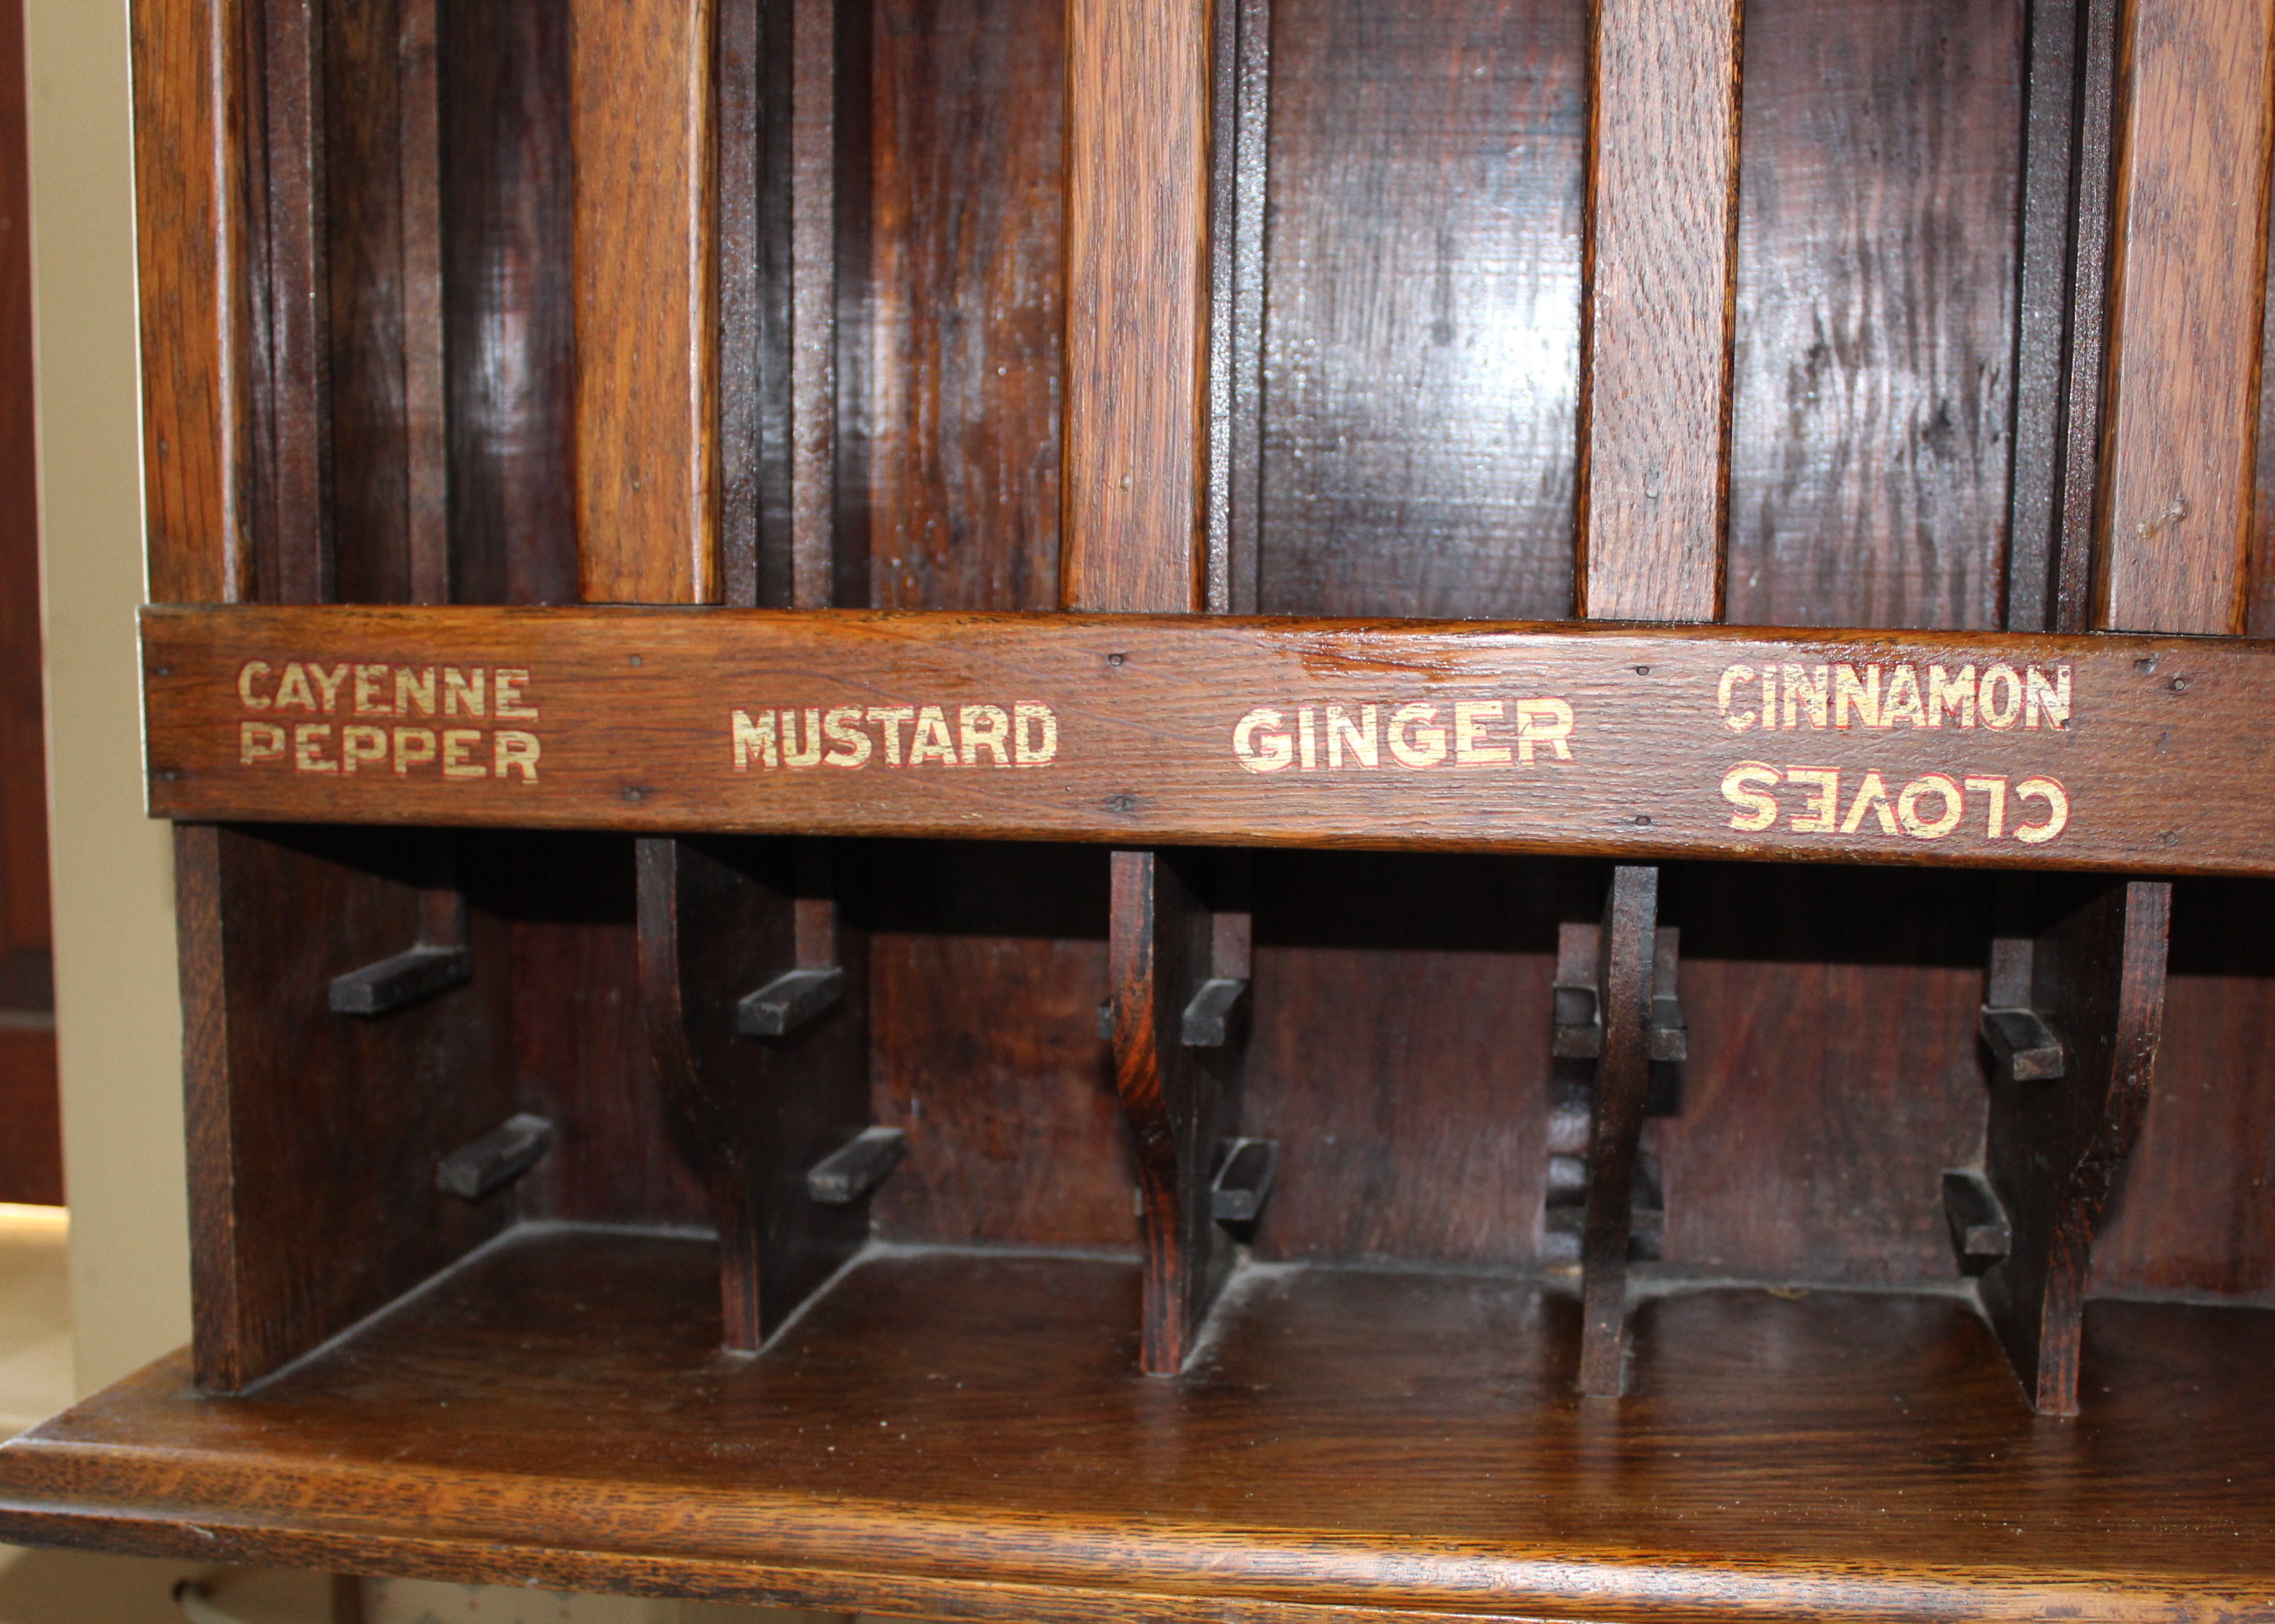 CAYENNE
PEPPER
MUSTARD
GINGER
CINNAMON
CLOVES